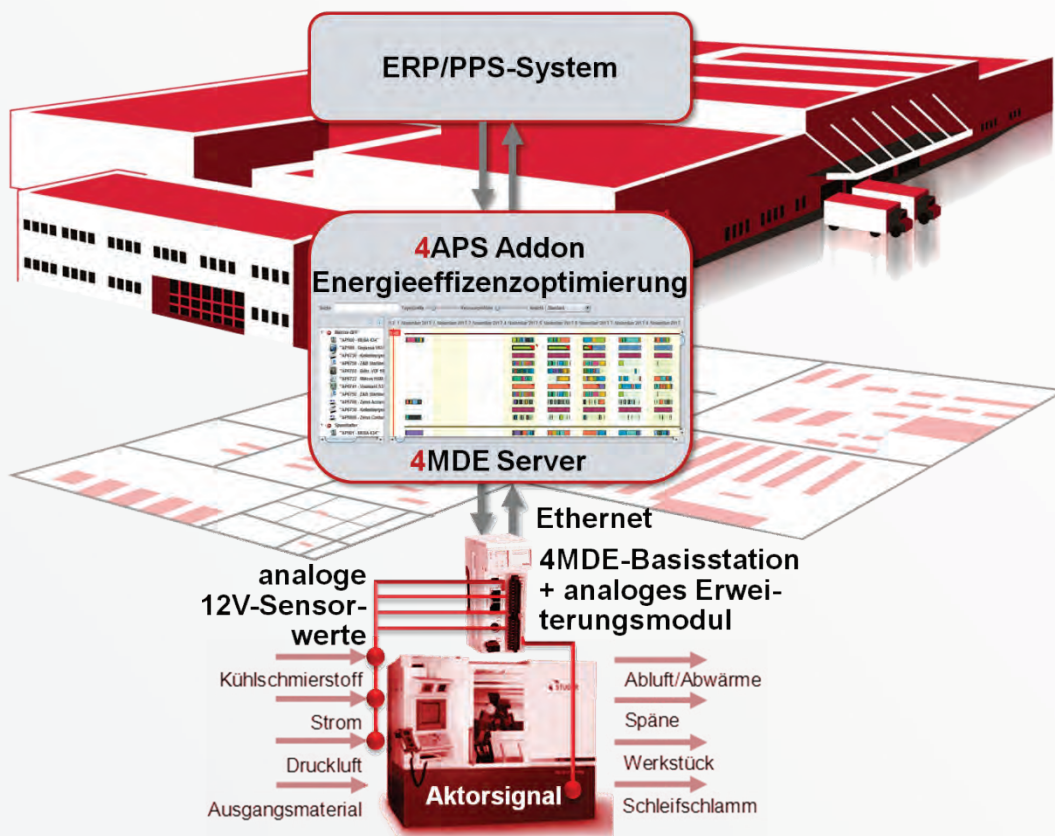 ERP/PPS-System
4APS Addon
Energieeffizenzoptimierung
4MDE Server
Ethernet
4MDE-Basisstation
+ analoges Erwei-
terungsmodul
analoge
12V-Sensor-
werte
Kühlschmierstoff
Strom
Druckluft
Ausgangsmaterial
Aktorsignal
Abluft/Abwärme
Späne
Werkstück
Schleifschlamm